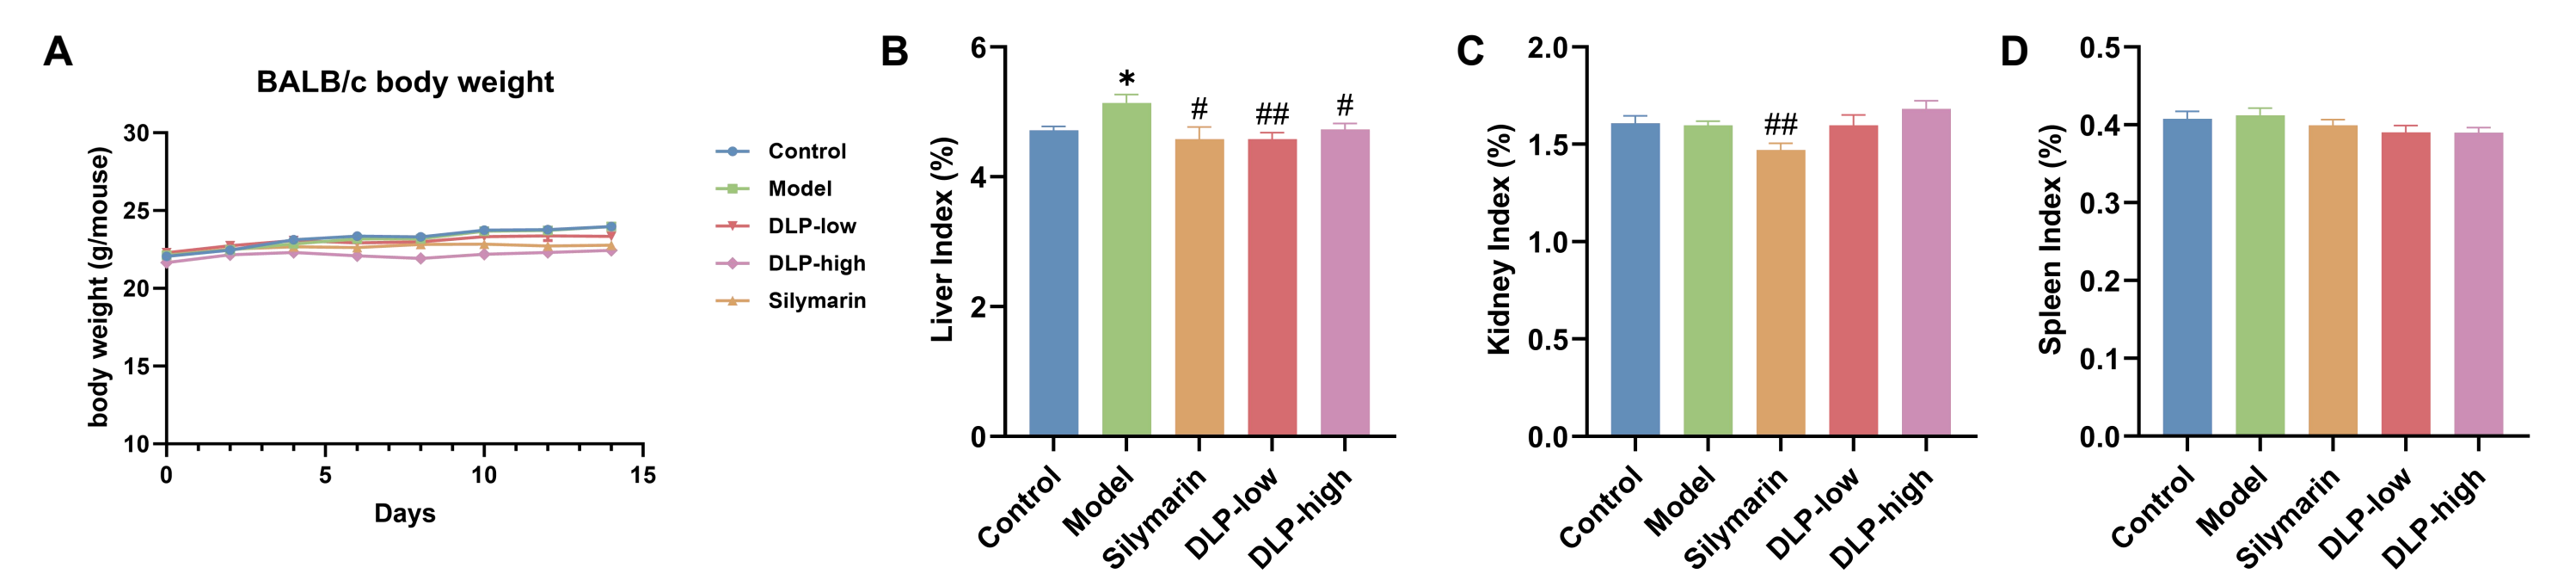 A
BALB/c body weight
body weight (g/mouse)
30
25
20
15
10
0
5
10
15
Days
Control
Model
DLP-low
DLP-high
Silymarin
B
Liver Index (%)
6
4
2
0
*
#
##
#
Control
Model
Silymarin
DLP-low
DLP-high
C
Kidney Index (%)
2.0
1.5
1.0
0.5
0.0
##
Control
Model
Silymarin
DLP-low
DLP-high
D
Spleen Index (%)
0.5
0.4
0.3
0.2
0.1
0.0
Control
Model
Silymarin
DLP-low
DLP-high